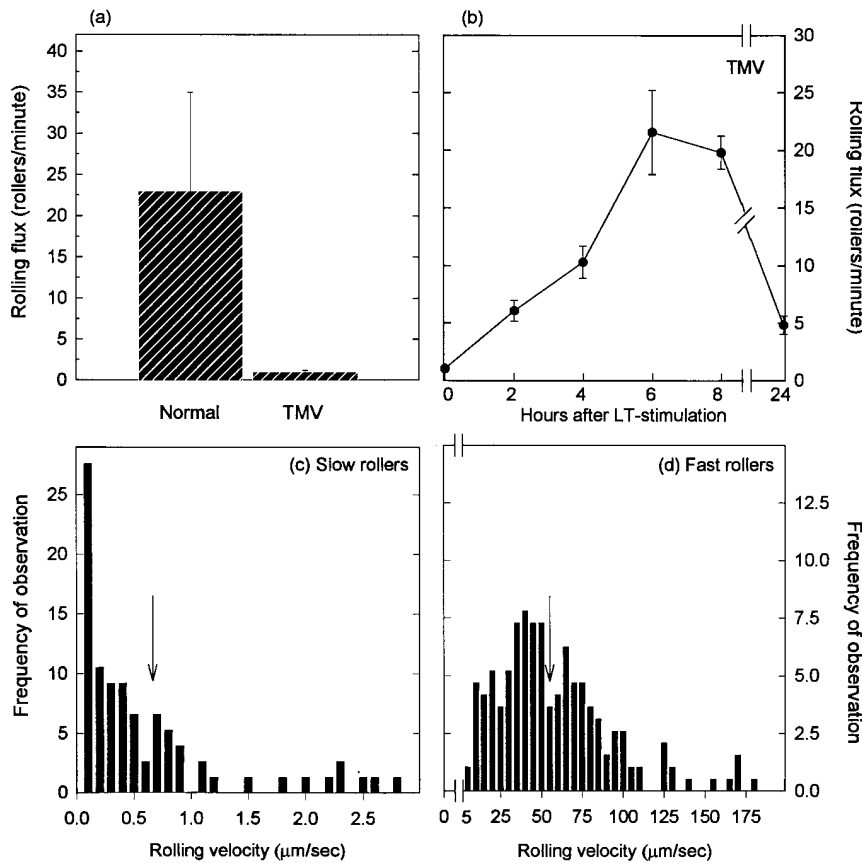 (a)
Rolling flux (rollers/minute)
40
35
30
25
20
15
10
5
0
Normal TMV
(b)
TMV
Rolling flux (rollers/minute)
30
25
20
15
10
5
0
0 2 4 6 8 24
Hours after LT-stimulation
(c) Slow rollers
Frequency of observation
25
20
15
10
5
0
0.0 0.5 1.0 1.5 2.0 2.5
Rolling velocity (μm/sec)
(d) Fast rollers
Frequency of observation
12.5
10.0
7.5
5.0
2.5
0.0
0 5 25 50 75 100 125 150 175
Rolling velocity (μm/sec)